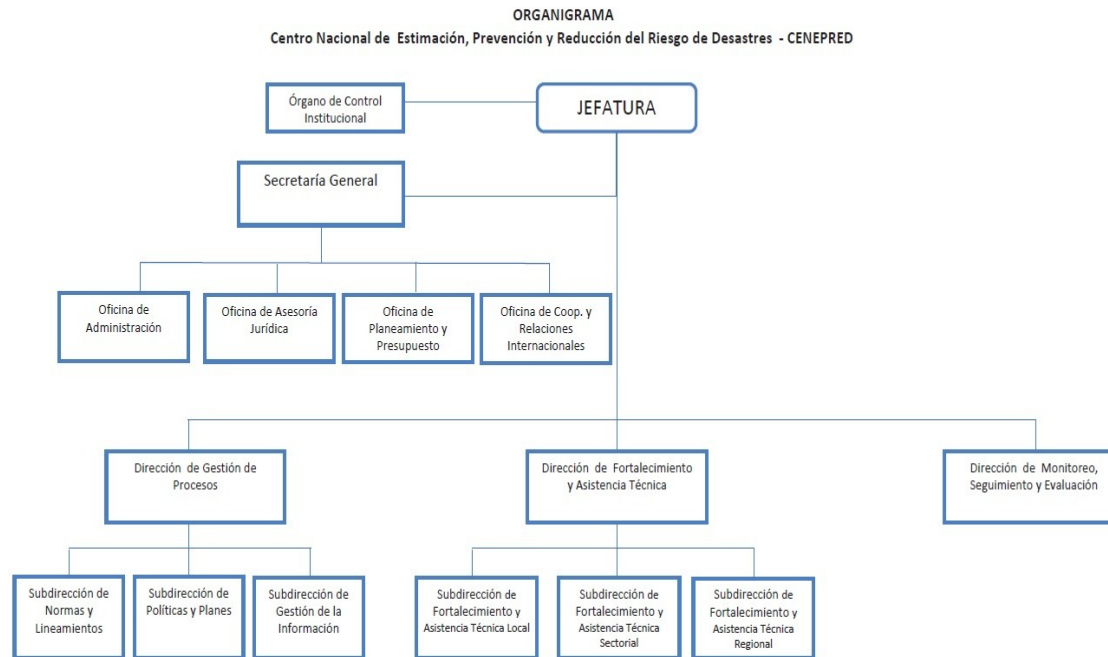 ORGANIGRAMA
Centro Nacional de Estimación, Prevención y Reducción del Riesgo de Desastres - CENEPRED
Órgano de Control
Institucional
JEFATURA
Secretaría General
Oficina de
Administración
Oficina de Asesoría
Jurídica
Oficina de
Planeamiento y
Presupuesto
Oficina de Coop. y
Relaciones
Internacionales
Dirección de Gestión de
Procesos
Dirección de Fortalecimiento
y Asistencia Técnica
Dirección de Monitoreo,
Seguimiento y Evaluación
Subdirección de
Normas y
Lineamientos
Subdirección de
Políticas y Planes
Subdirección de
Gestión de la
Información
Subdirección de
Fortalecimiento y
Asistencia Técnica Local
Subdirección de
Fortalecimiento y
Asistencia Técnica
Sectorial
Subdirección de
Fortalecimiento y
Asistencia Técnica
Regional